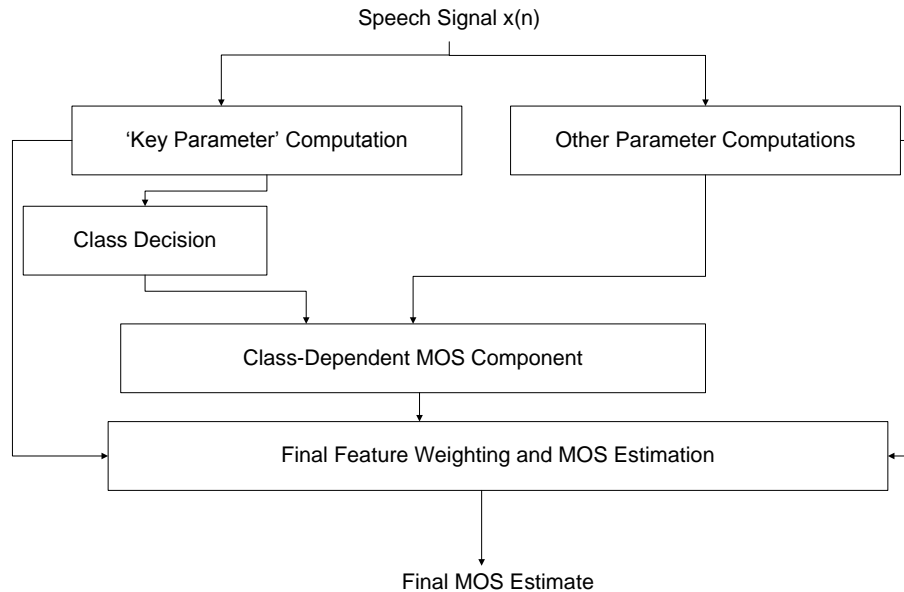 Speech Signal x(n)
‘Key Parameter’ Computation
Other Parameter Computations
Class Decision
Class-Dependent MOS Component
Final Feature Weighting and MOS Estimation
Final MOS Estimate